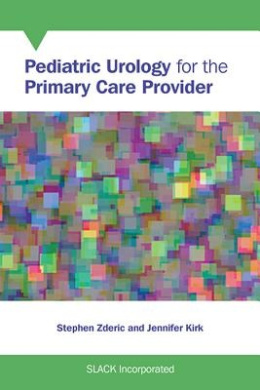 Pediatric Urology for the
Primary Care Provider
Stephen Zderic and Jennifer Kirk
SLACK Incorporated